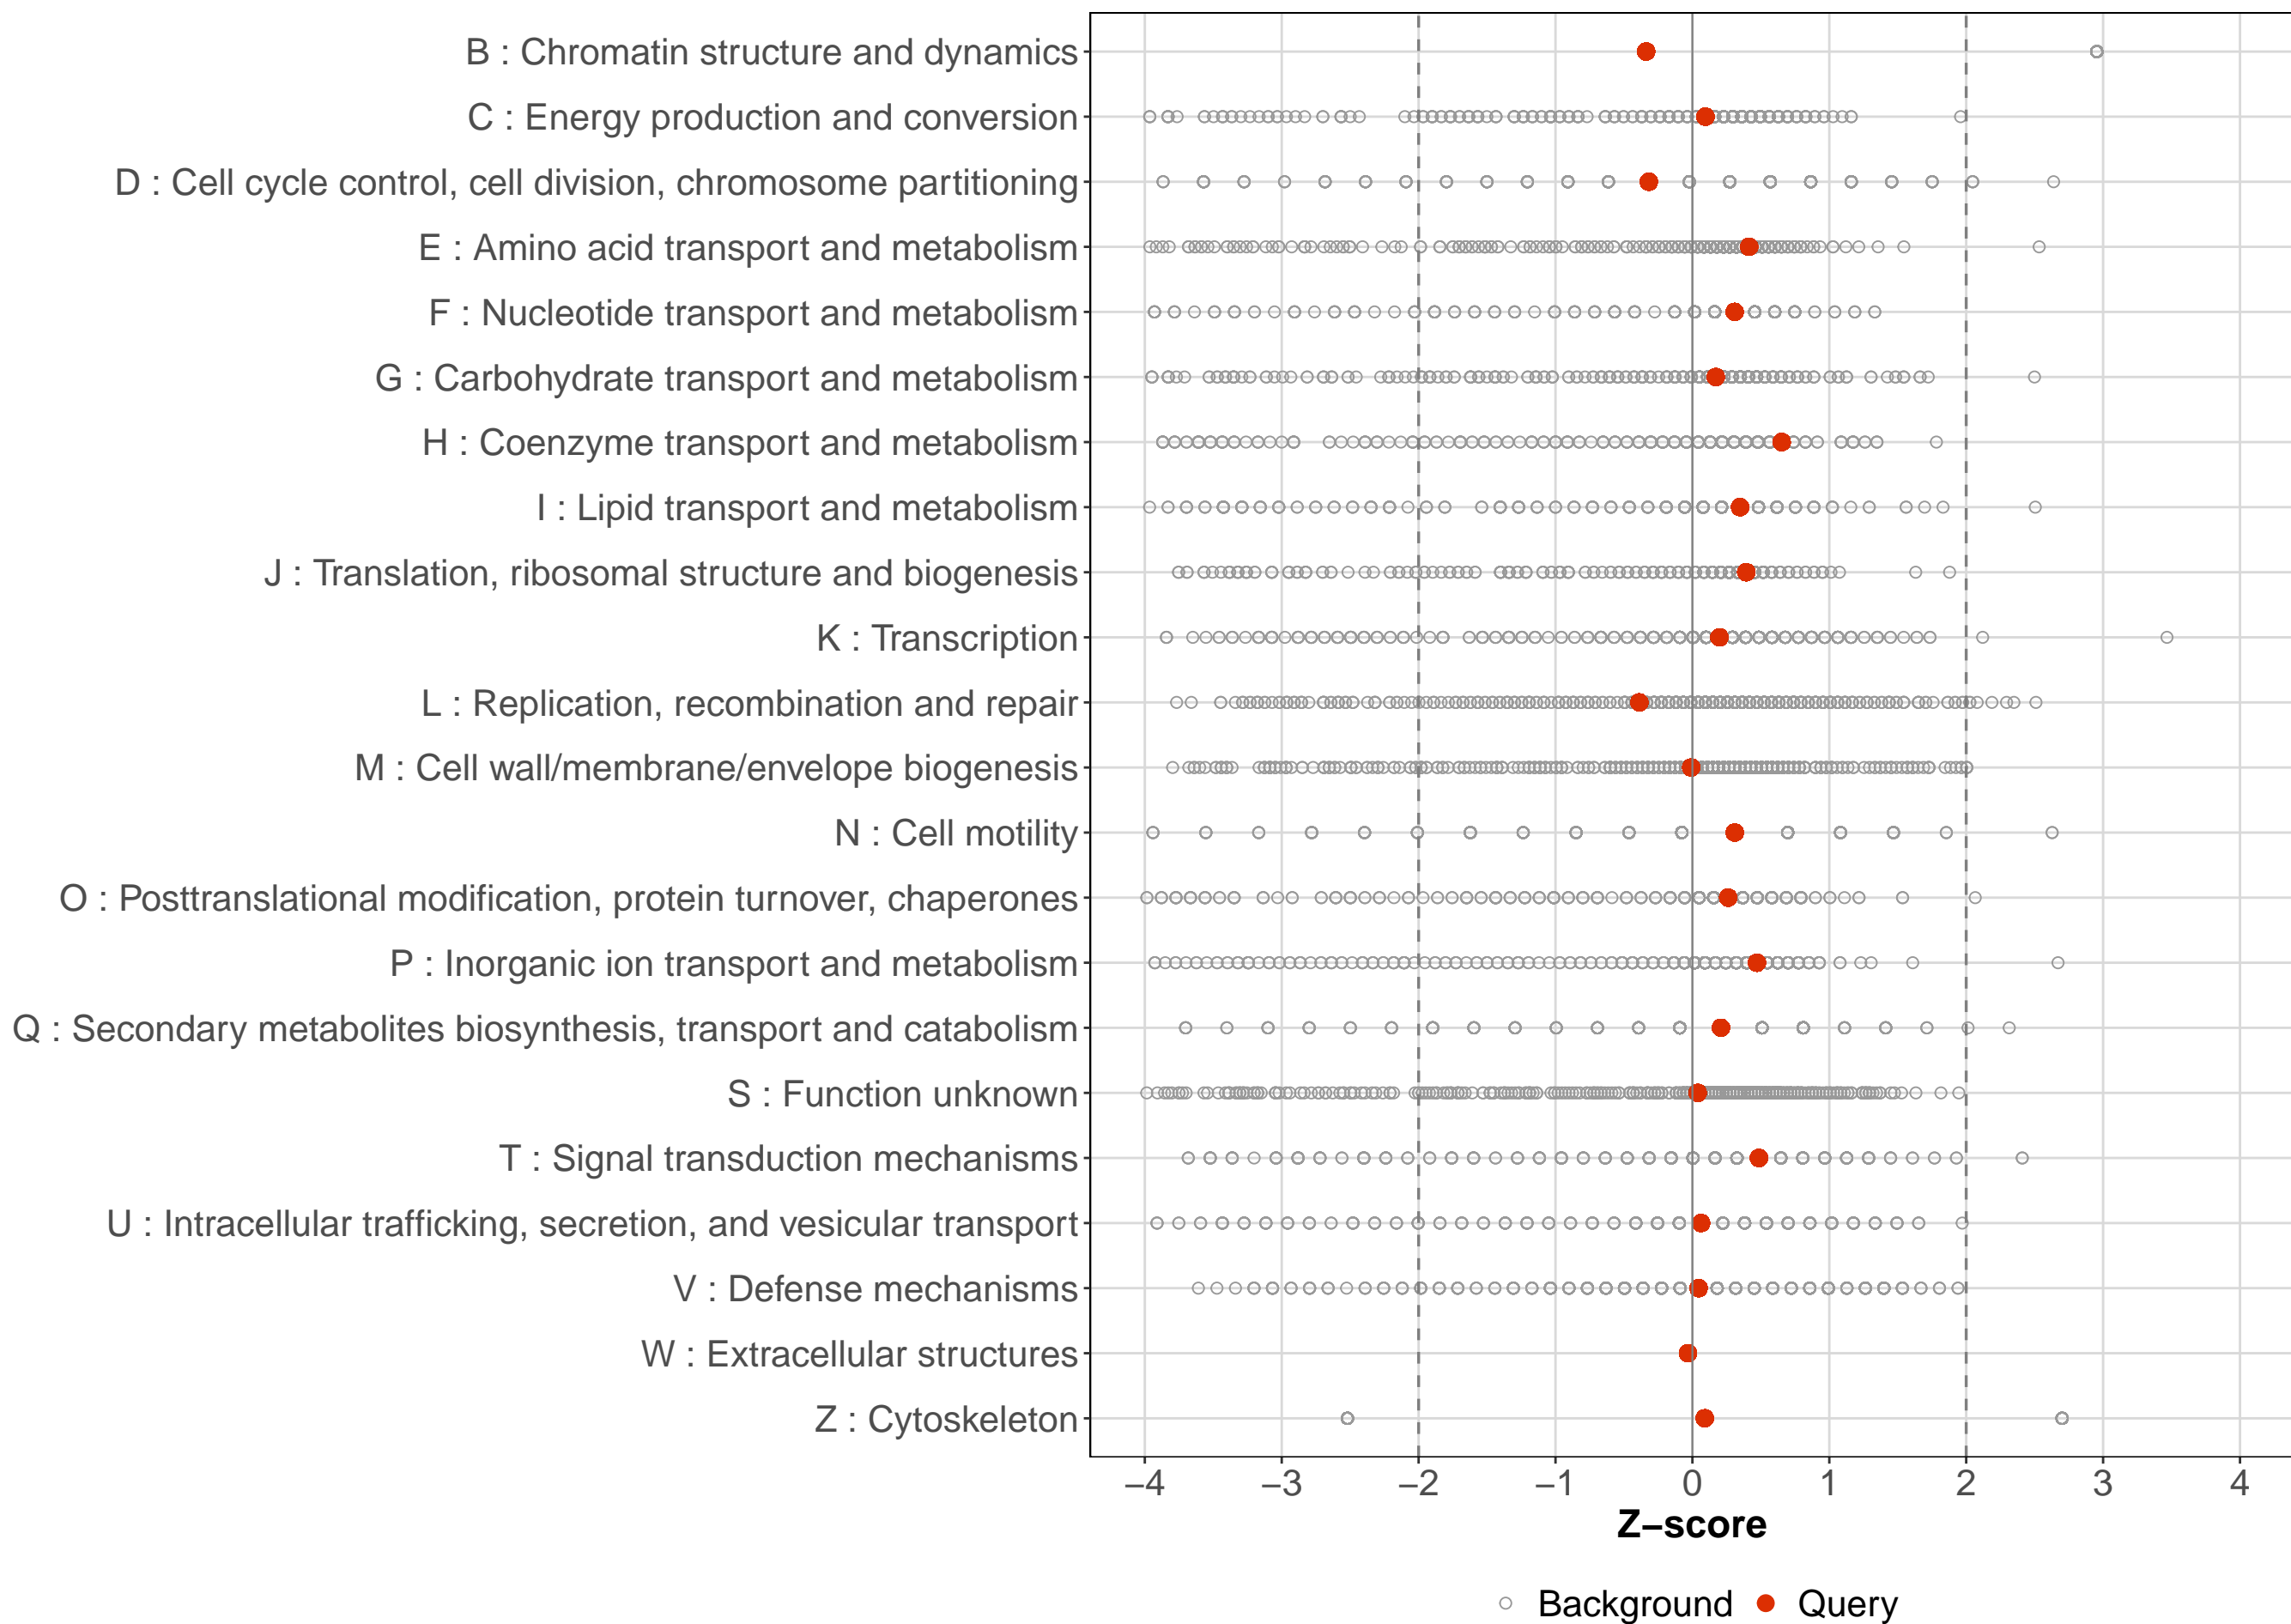 B : Chromatin structure and dynamics
C : Energy production and conversion
D : Cell cycle control, cell division, chromosome partitioning
E : Amino acid transport and metabolism
F : Nucleotide transport and metabolism
G : Carbohydrate transport and metabolism
H : Coenzyme transport and metabolism
I : Lipid transport and metabolism
J : Translation, ribosomal structure and biogenesis
K : Transcription
L : Replication, recombination and repair
M : Cell wall/membrane/envelope biogenesis
N : Cell motility
O : Posttranslational modification, protein turnover, chaperones
P : Inorganic ion transport and metabolism
Q : Secondary metabolites biosynthesis, transport and catabolism
S : Function unknown
T : Signal transduction mechanisms
U : Intracellular trafficking, secretion, and vesicular transport
V : Defense mechanisms
W : Extracellular structures
Z : Cytoskeleton
−4 −3 −2 −1 0 1 2 3 4
Z−score
Background Query